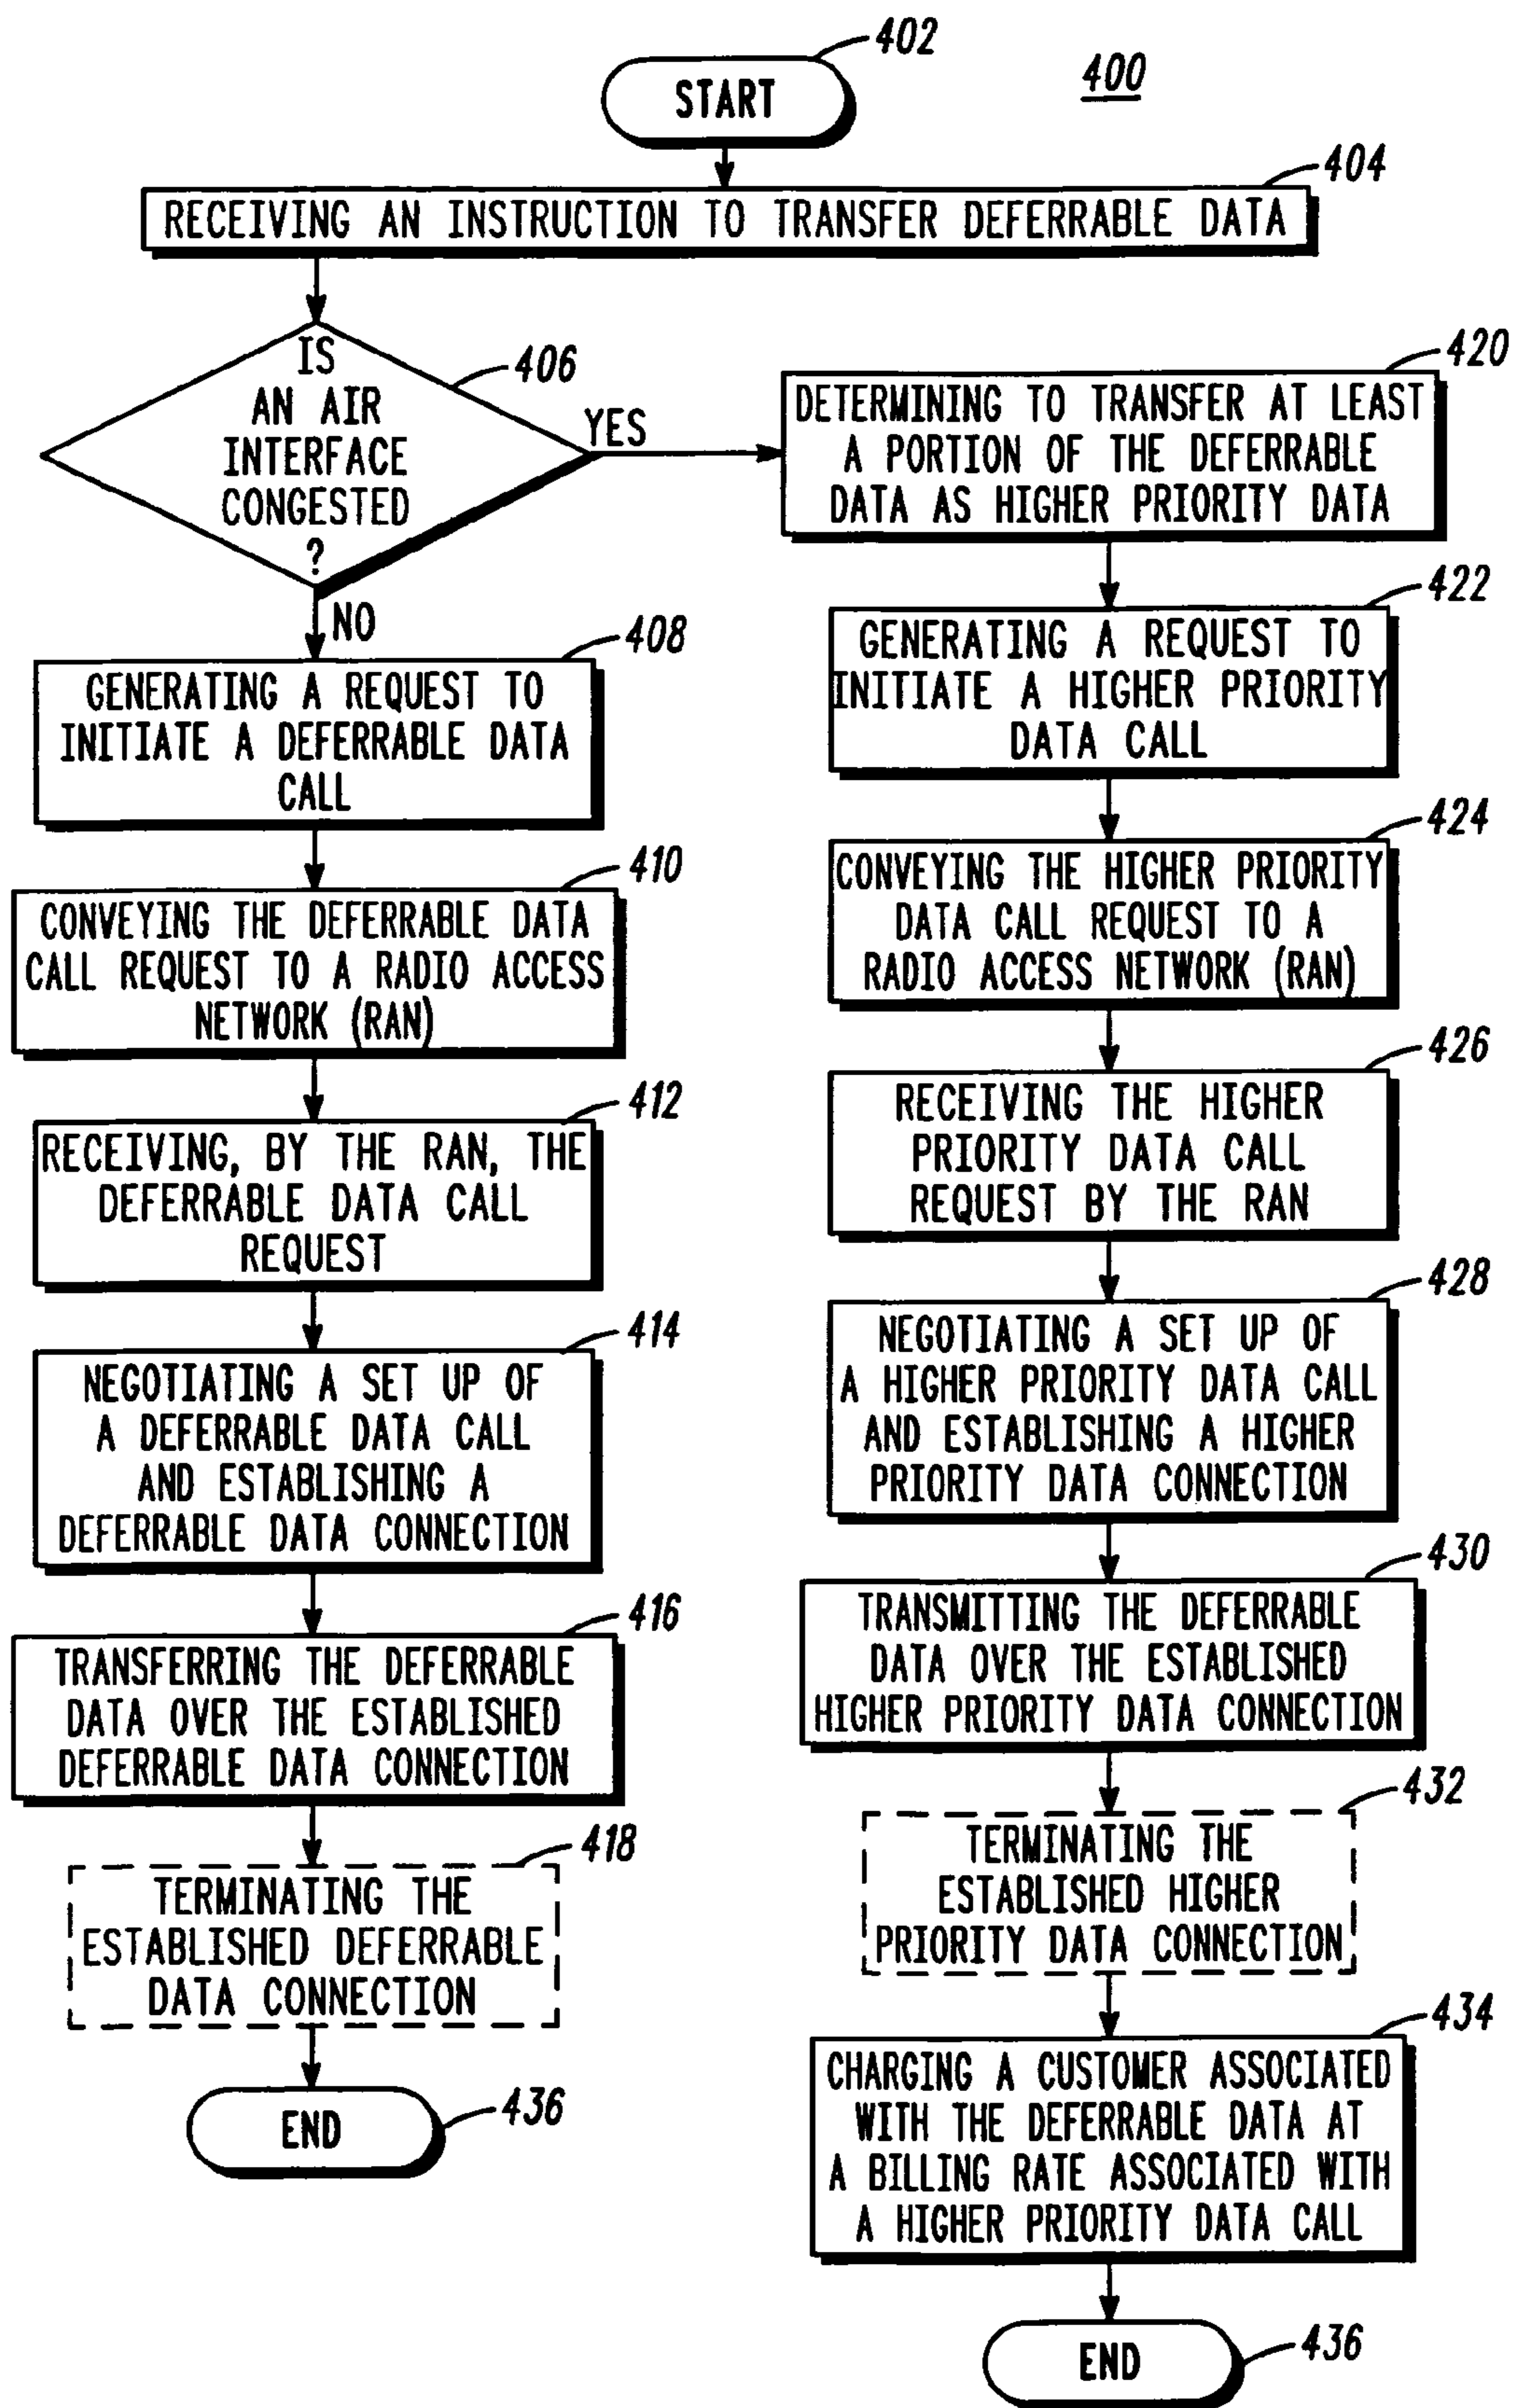 402
400
START
404
RECEIVING AN INSTRUCTION TO TRANSFER DEFERRABLE DATA
406
IS
AN AIR
INTERFACE
CONGESTED
?
YES
NO
408
GENERATING A REQUEST TO
INITIATE A DEFERRABLE DATA
CALL
410
CONVEYING THE DEFERRABLE DATA
CALL REQUEST TO A RADIO ACCESS
NETWORK (RAN)
412
RECEIVING, BY THE RAN, THE
DEFERRABLE DATA CALL
REQUEST
414
NEGOTIATING A SET UP OF
A DEFERRABLE DATA CALL
AND ESTABLISHING A
DEFERRABLE DATA CONNECTION
416
TRANSFERRING THE DEFERRABLE
DATA OVER THE ESTABLISHED
DEFERRABLE DATA CONNECTION
418
TERMINATING THE
ESTABLISHED DEFERRABLE
DATA CONNECTION
END
436
420
DETERMINING TO TRANSFER AT LEAST
A PORTION OF THE DEFERRABLE
DATA AS HIGHER PRIORITY DATA
422
GENERATING A REQUEST TO
INITIATE A HIGHER PRIORITY
DATA CALL
424
CONVEYING THE HIGHER PRIORITY
DATA CALL REQUEST TO A
RADIO ACCESS NETWORK (RAN)
426
RECEIVING THE HIGHER
PRIORITY DATA CALL
REQUEST BY THE RAN
428
NEGOTIATING A SET UP OF
A HIGHER PRIORITY DATA CALL
AND ESTABLISHING A HIGHER
PRIORITY DATA CONNECTION
430
TRANSMITTING THE DEFERRABLE
DATA OVER THE ESTABLISHED
HIGHER PRIORITY DATA CONNECTION
432
TERMINATING THE
ESTABLISHED HIGHER
PRIORITY DATA CONNECTION
434
CHARGING A CUSTOMER ASSOCIATED
WITH THE DEFERRABLE DATA AT
A BILLING RATE ASSOCIATED WITH
A HIGHER PRIORITY DATA CALL
END
436